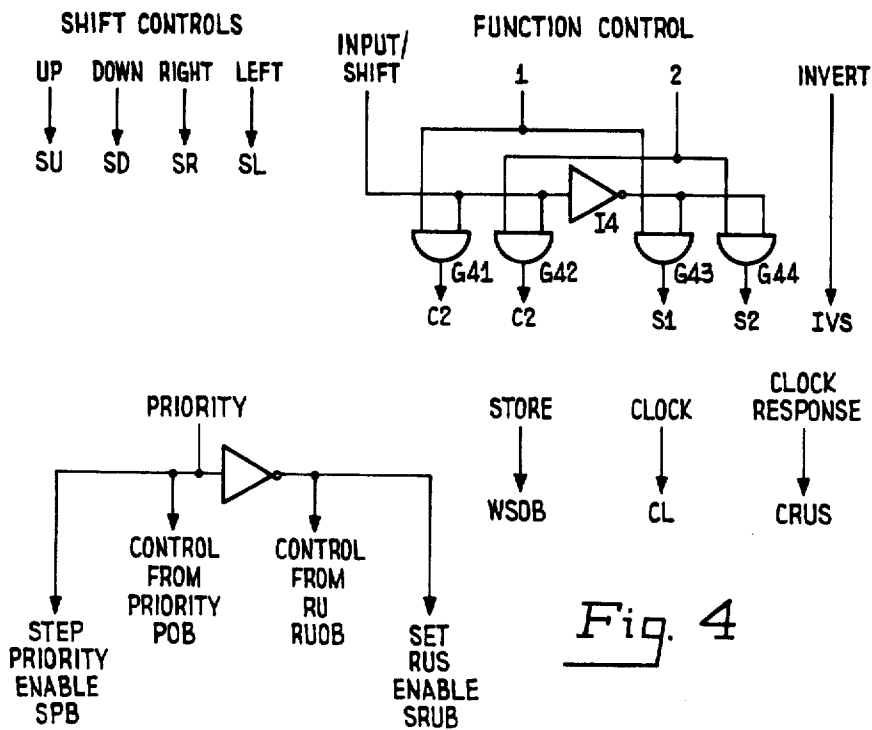 SHIFT CONTROLS
UP DOWN RIGHT LEFT
SU SD SR SL
INPUT/
SHIFT
FUNCTION CONTROL
1 2
INVERT
I4
G41 G42 G43 G44
C2 C2 S1 S2 IVS
PRIORITY
STEP
PRIORITY
ENABLE
SPB
CONTROL
FROM
PRIORITY
POB
CONTROL
FROM
RU
RUOB
SET
RUS
ENABLE
SRUB
STORE
WSOB
CLOCK
CL
CLOCK
RESPONSE
CRUS
Fig. 4